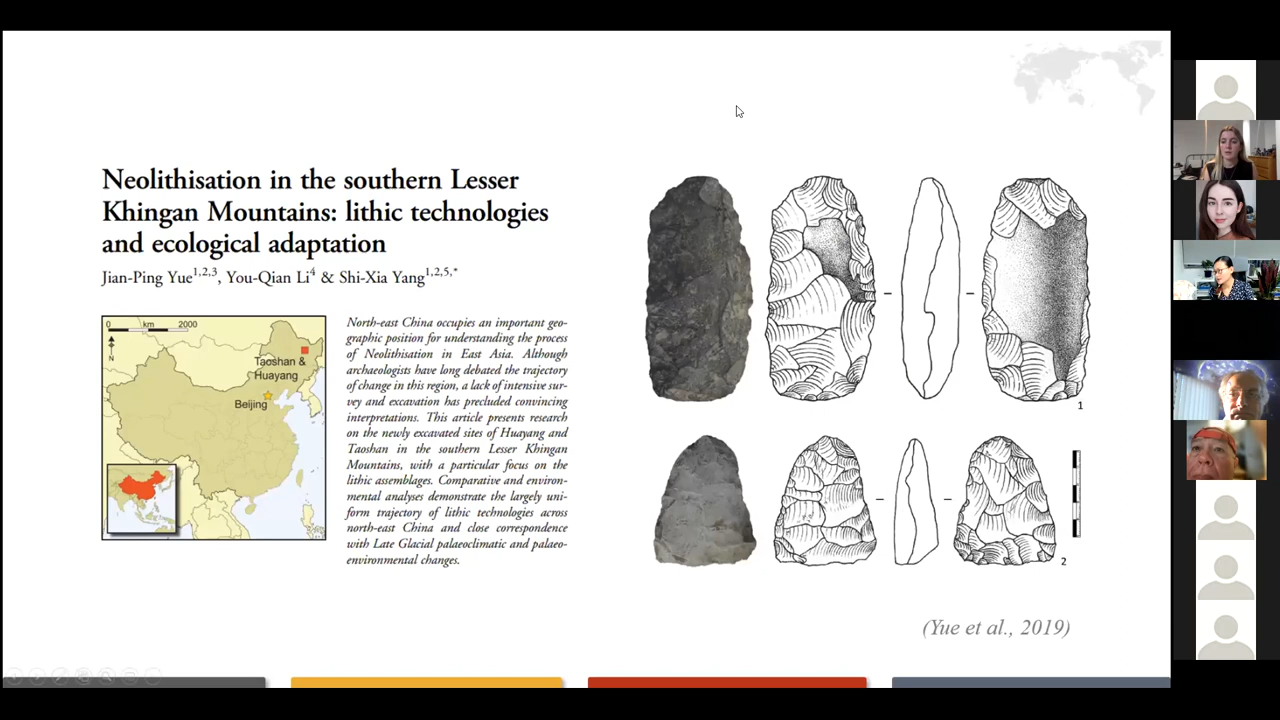 Neolithisation in the southern Lesser
Khingan Mountains: lithic technologies
and ecological adaptation
Jian-Ping Yue1,2,3, You-Qian Li4 & Shi-Xia Yang1,2,5,*
0 km 2000
N
Taoshan &
Huayang
Beijing
North-east China occupies an important geo-
graphic position for understanding the process
of Neolithisation in East Asia. Although
archaeologists have long debated the trajectory
of change in this region, a lack of intensive sur-
vey and excavation has precluded convincing
interpretations. This article presents research
on the newly excavated sites of Huayang and
Taoshan in the southern Lesser Khingan
Mountains, with a particular focus on the
lithic assemblages. Comparative and environ-
mental analyses demonstrate the largely uni-
form trajectory of lithic technologies across
north-east China and close correspondence
with Late Glacial palaeoclimatic and palaeo-
environmental changes.
1
2
(Yue et al., 2019)